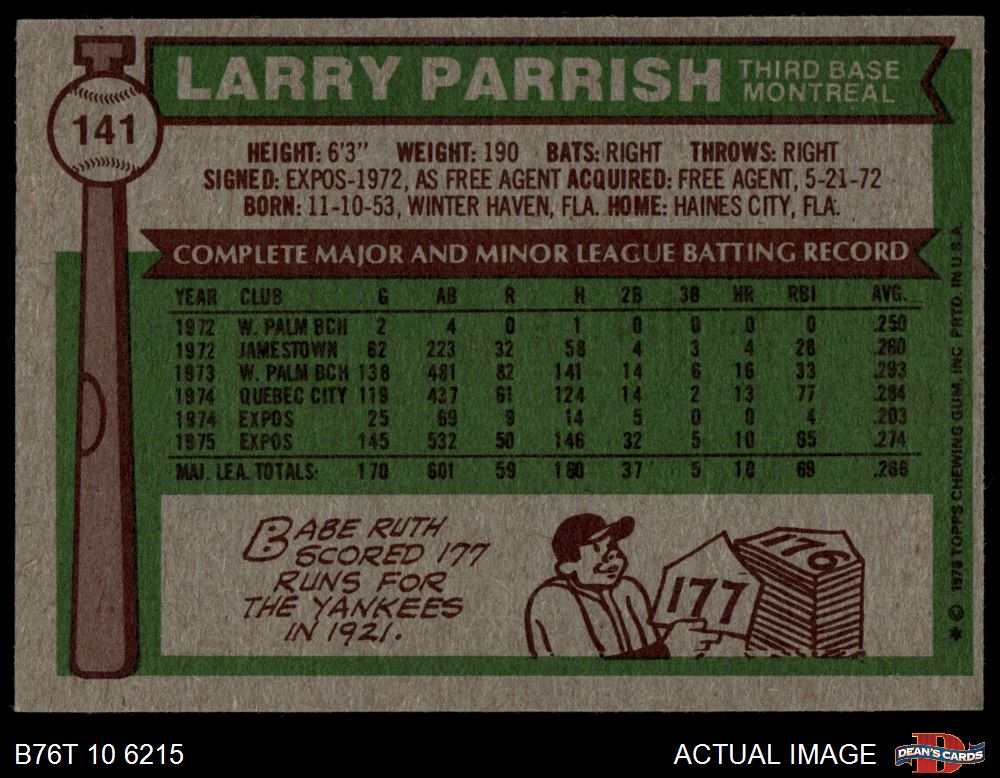 141
LARRY PARRISH
THIRD BASE
MONTREAL
HEIGHT: 6'3" WEIGHT: 190 BATS: RIGHT THROWS: RIGHT
SIGNED: EXPOS-1972, AS FREE AGENT ACQUIRED: FREE AGENT, 5-21-72
BORN: 11-10-53, WINTER HAVEN, FLA. HOME: HAINES CITY, FLA.
COMPLETE MAJOR AND MINOR LEAGUE BATTING RECORD
YEAR CLUB G AB R H 2B 3B HR RBI AVG.
1972 W. PALM BCH 2 4 0 1 0 0 0 0 .250
1972 JAMESTOWN 62 223 32 58 4 3 4 28 .260
1973 W. PALM BCH 138 481 82 141 14 6 16 33 .293
1974 QUEBEC CITY 119 437 61 124 14 2 13 77 .284
1974 EXPOS 25 69 9 14 5 0 0 4 .203
1975 EXPOS 145 532 50 146 32 5 10 65 .274
MAJ. LEA. TOTALS: 170 601 59 160 37 5 10 69 .266
BABE RUTH
SCORED 177
RUNS FOR
THE YANKEES
IN 1921.
177
176
* © 1976 TOPPS CHEWING GUM, INC. PRTD. IN U.S.A.
B76T 10 6215
ACTUAL IMAGE
DEAN'S CARDS